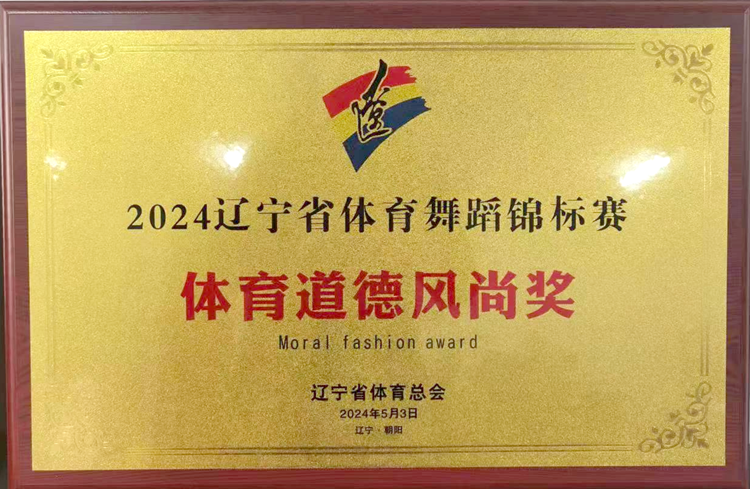 遼
2024辽宁省体育舞蹈锦标赛
体育道德风尚奖
Moral fashion award
辽宁省体育总会
2024年5月3日
辽宁·朝阳